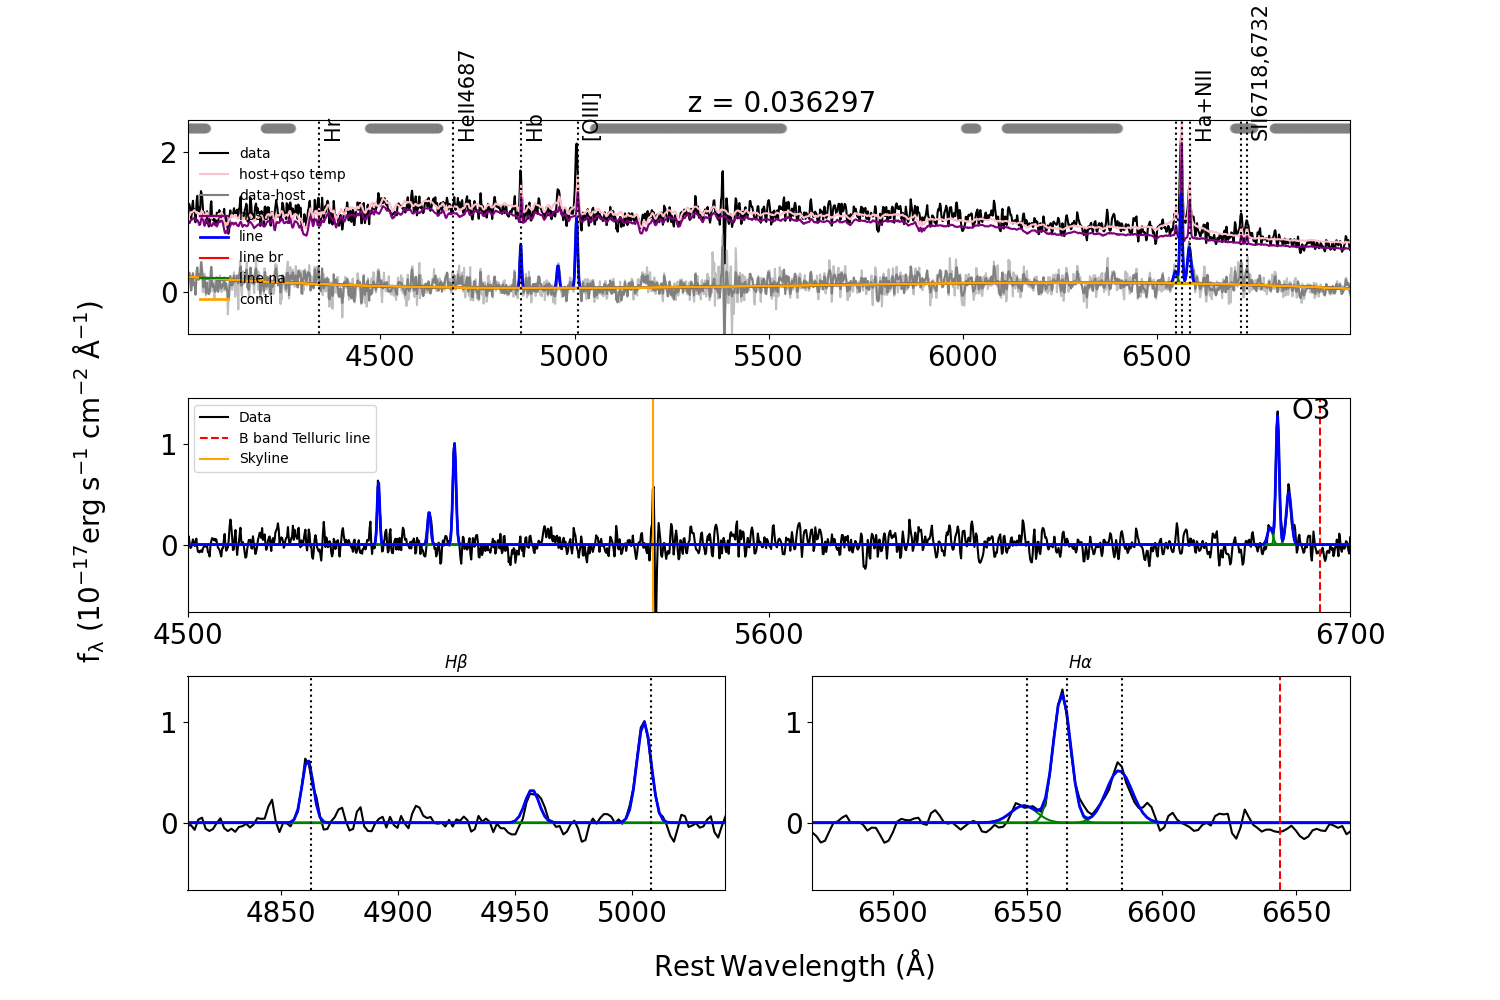 z = 0.036297
Hr
HeII4687
Hb
[OIII]
Ha+NII
SII6718,6732
data
host+qso temp
data-host
line
line br
line na
conti
2
0
4500
5000
5500
6000
6500
f_λ (10⁻¹⁷erg s⁻¹ cm⁻² Å⁻¹)
Data
B band Telluric line
Skyline
O3
1
0
4500
5600
6700
Hβ
1
0
4850
4900
4950
5000
Hα
1
0
6500
6550
6600
6650
Rest Wavelength (Å)